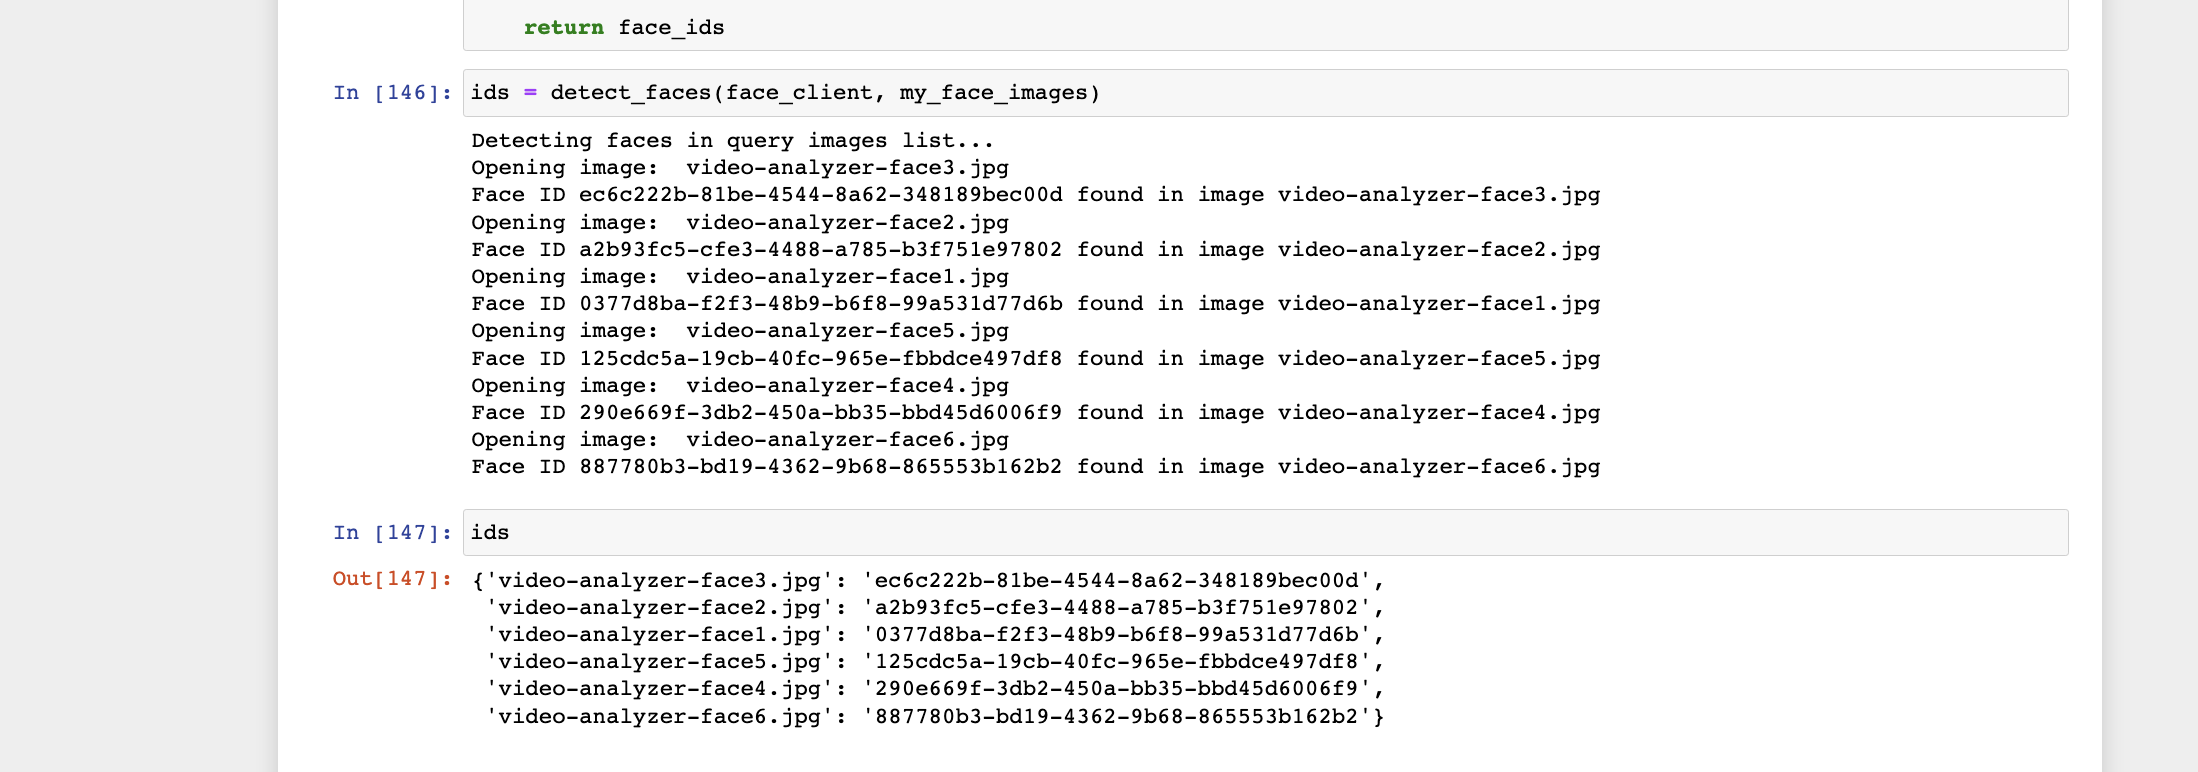 return face_ids
In [146]: ids = detect_faces(face_client, my_face_images)
Detecting faces in query images list...
Opening image:  video-analyzer-face3.jpg
Face ID ec6c222b-81be-4544-8a62-348189bec00d found in image video-analyzer-face3.jpg
Opening image:  video-analyzer-face2.jpg
Face ID a2b93fc5-cfe3-4488-a785-b3f751e97802 found in image video-analyzer-face2.jpg
Opening image:  video-analyzer-face1.jpg
Face ID 0377d8ba-f2f3-48b9-b6f8-99a531d77d6b found in image video-analyzer-face1.jpg
Opening image:  video-analyzer-face5.jpg
Face ID 125cdc5a-19cb-40fc-965e-fbbdce497df8 found in image video-analyzer-face5.jpg
Opening image:  video-analyzer-face4.jpg
Face ID 290e669f-3db2-450a-bb35-bbd45d6006f9 found in image video-analyzer-face4.jpg
Opening image:  video-analyzer-face6.jpg
Face ID 887780b3-bd19-4362-9b68-865553b162b2 found in image video-analyzer-face6.jpg
In [147]: ids
Out[147]: {'video-analyzer-face3.jpg': 'ec6c222b-81be-4544-8a62-348189bec00d',
'video-analyzer-face2.jpg': 'a2b93fc5-cfe3-4488-a785-b3f751e97802',
'video-analyzer-face1.jpg': '0377d8ba-f2f3-48b9-b6f8-99a531d77d6b',
'video-analyzer-face5.jpg': '125cdc5a-19cb-40fc-965e-fbbdce497df8',
'video-analyzer-face4.jpg': '290e669f-3db2-450a-bb35-bbd45d6006f9',
'video-analyzer-face6.jpg': '887780b3-bd19-4362-9b68-865553b162b2'}